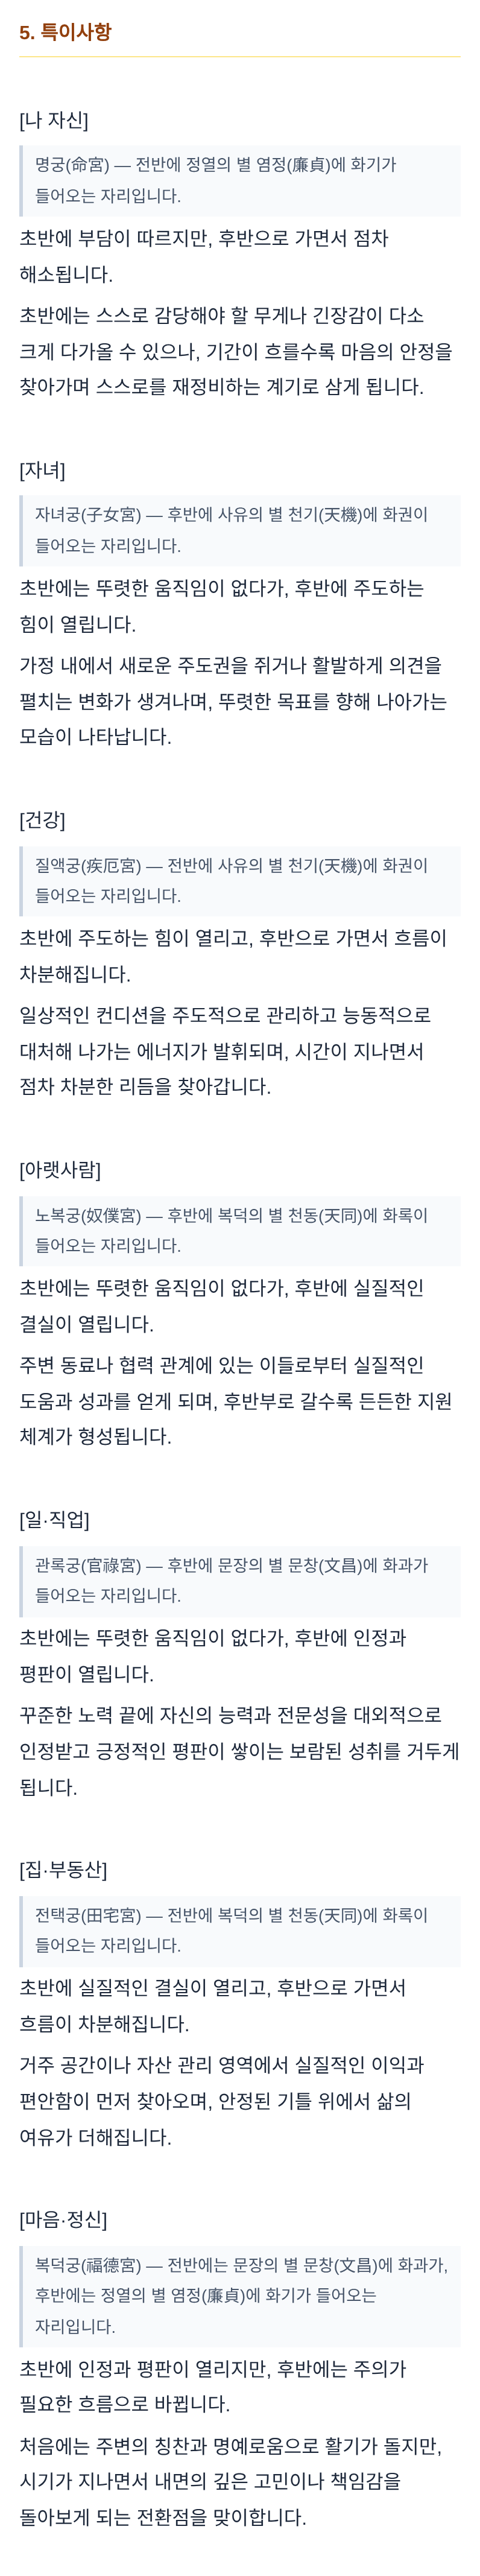 5. 특이사항
[나 자신]
명궁(命宮) — 전반에 정열의 별 염정(廉貞)에 화기가
들어오는 자리입니다.
초반에 부담이 따르지만, 후반으로 가면서 점차
해소됩니다.
초반에는 스스로 감당해야 할 무게나 긴장감이 다소
크게 다가올 수 있으나, 기간이 흐를수록 마음의 안정을
찾아가며 스스로를 재정비하는 계기로 삼게 됩니다.
[자녀]
자녀궁(子女宮) — 후반에 사유의 별 천기(天機)에 화권이
들어오는 자리입니다.
초반에는 뚜렷한 움직임이 없다가, 후반에 주도하는
힘이 열립니다.
가정 내에서 새로운 주도권을 쥐거나 활발하게 의견을
펼치는 변화가 생겨나며, 뚜렷한 목표를 향해 나아가는
모습이 나타납니다.
[건강]
질액궁(疾厄宮) — 전반에 사유의 별 천기(天機)에 화권이
들어오는 자리입니다.
초반에 주도하는 힘이 열리고, 후반으로 가면서 흐름이
차분해집니다.
일상적인 컨디션을 주도적으로 관리하고 능동적으로
대처해 나가는 에너지가 발휘되며, 시간이 지나면서
점차 차분한 리듬을 찾아갑니다.
[아랫사람]
노복궁(奴僕宮) — 후반에 복덕의 별 천동(天同)에 화록이
들어오는 자리입니다.
초반에는 뚜렷한 움직임이 없다가, 후반에 실질적인
결실이 열립니다.
주변 동료나 협력 관계에 있는 이들로부터 실질적인
도움과 성과를 얻게 되며, 후반부로 갈수록 든든한 지원
체계가 형성됩니다.
[일·직업]
관록궁(官祿宮) — 후반에 문장의 별 문창(文昌)에 화과가
들어오는 자리입니다.
초반에는 뚜렷한 움직임이 없다가, 후반에 인정과
평판이 열립니다.
꾸준한 노력 끝에 자신의 능력과 전문성을 대외적으로
인정받고 긍정적인 평판이 쌓이는 보람된 성취를 거두게
됩니다.
[집·부동산]
전택궁(田宅宮) — 전반에 복덕의 별 천동(天同)에 화록이
들어오는 자리입니다.
초반에 실질적인 결실이 열리고, 후반으로 가면서
흐름이 차분해집니다.
거주 공간이나 자산 관리 영역에서 실질적인 이익과
편안함이 먼저 찾아오며, 안정된 기틀 위에서 삶의
여유가 더해집니다.
[마음·정신]
복덕궁(福德宮) — 전반에는 문장의 별 문창(文昌)에 화과가,
후반에는 정열의 별 염정(廉貞)에 화기가 들어오는
자리입니다.
초반에 인정과 평판이 열리지만, 후반에는 주의가
필요한 흐름으로 바뀝니다.
처음에는 주변의 칭찬과 명예로움으로 활기가 돌지만,
시기가 지나면서 내면의 깊은 고민이나 책임감을
돌아보게 되는 전환점을 맞이합니다.